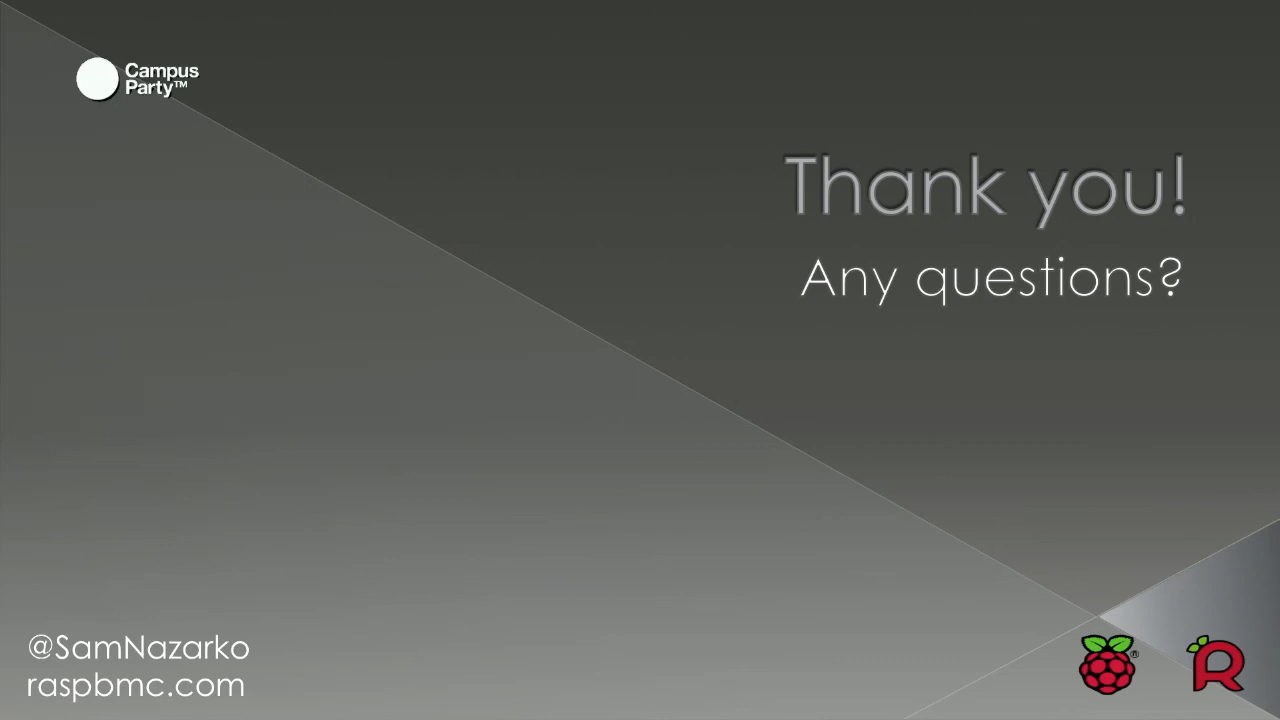 Campus
Party™
Thank you!
Any questions?
@SamNazarko
raspbmc.com
®
R